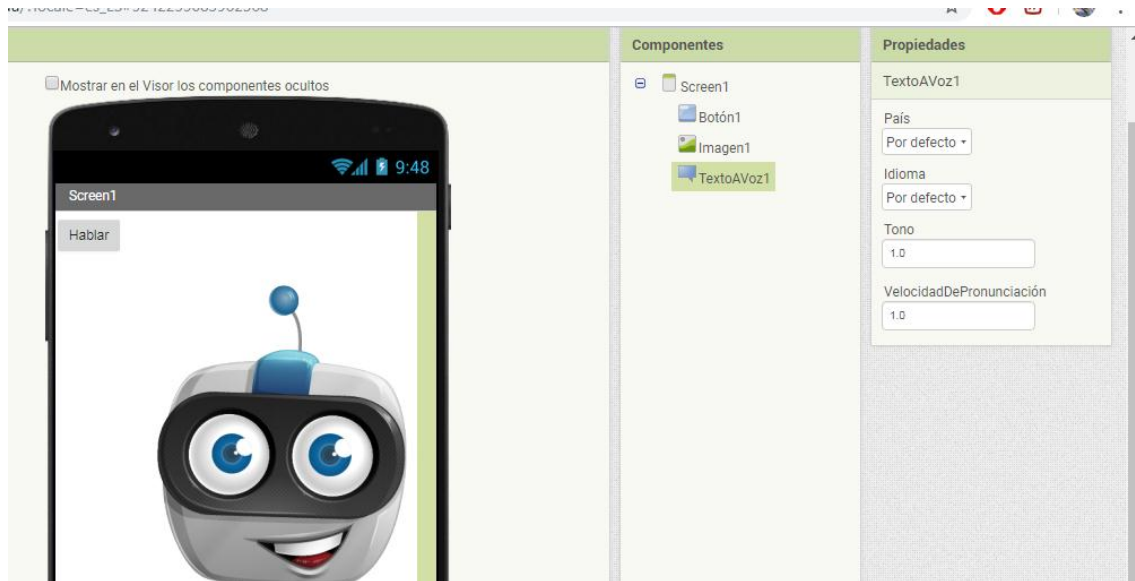 Componentes
Propiedades
Mostrar en el Visor los componentes ocultos
Screen1
TextoAVoz1
Botón1
Imagen1
TextoAVoz1
País
Por defecto
Idioma
Por defecto
Tono
1.0
VelocidadDePronunciación
1.0
9:48
Screen1
Hablar